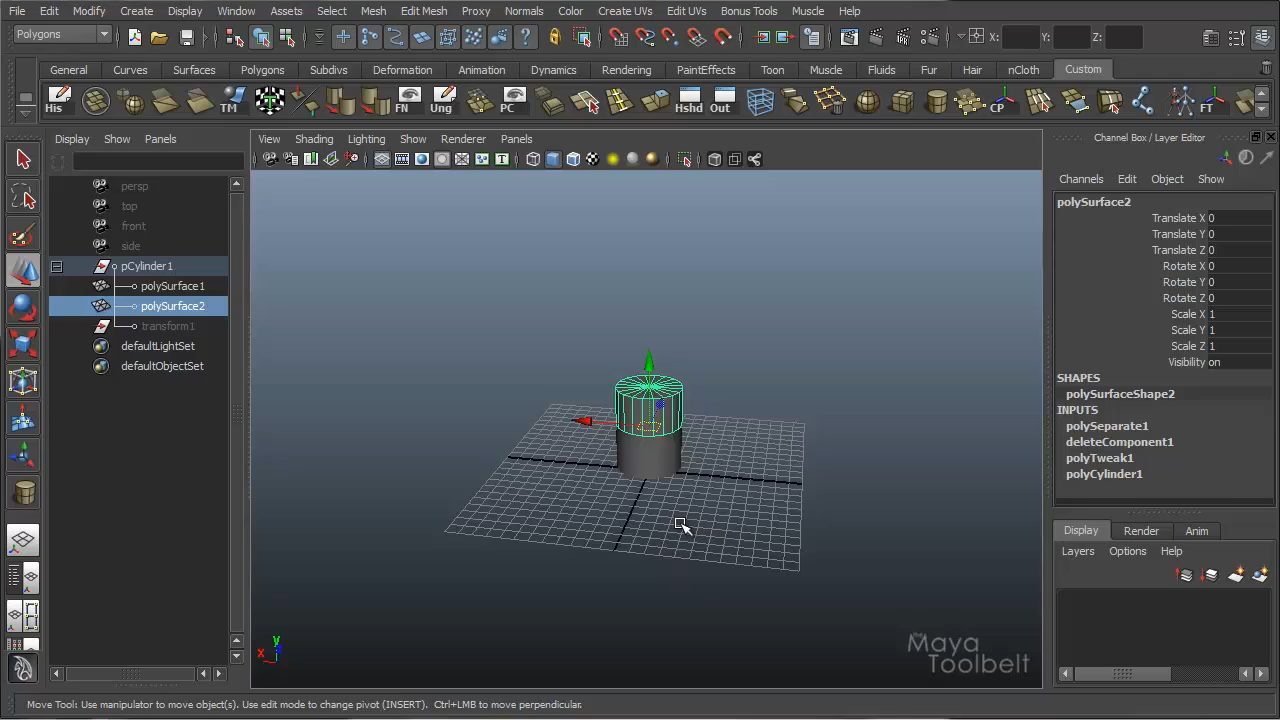 File Edit Modify Create Display Window Assets Select Mesh Edit Mesh Proxy Normals Color Create UVs Edit UVs Bonus Tools Muscle Help
Polygons X: Y: Z:
General Curves Surfaces Polygons Subdivs Deformation Animation Dynamics Rendering PaintEffects Toon Muscle Fluids Fur Hair nCloth Custom
His TM FN Ung PC Hshd Out CP FT
Display Show Panels
View Shading Lighting Show Renderer Panels
Channel Box / Layer Editor
persp
top
front
side
pCylinder1
polySurface1
polySurface2
transform1
defaultLightSet
defaultObjectSet
Channels Edit Object Show
polySurface2
Translate X 0
Translate Y 0
Translate Z 0
Rotate X 0
Rotate Y 0
Rotate Z 0
Scale X 1
Scale Y 1
Scale Z 1
Visibility on
SHAPES
polySurfaceShape2
INPUTS
polySeparate1
deleteComponent1
polyTweak1
polyCylinder1
Display Render Anim
Layers Options Help
y
x
Maya
Toolbelt
Move Tool: Use manipulator to move object(s). Use edit mode to change pivot (INSERT). Ctrl+LMB to move perpendicular.